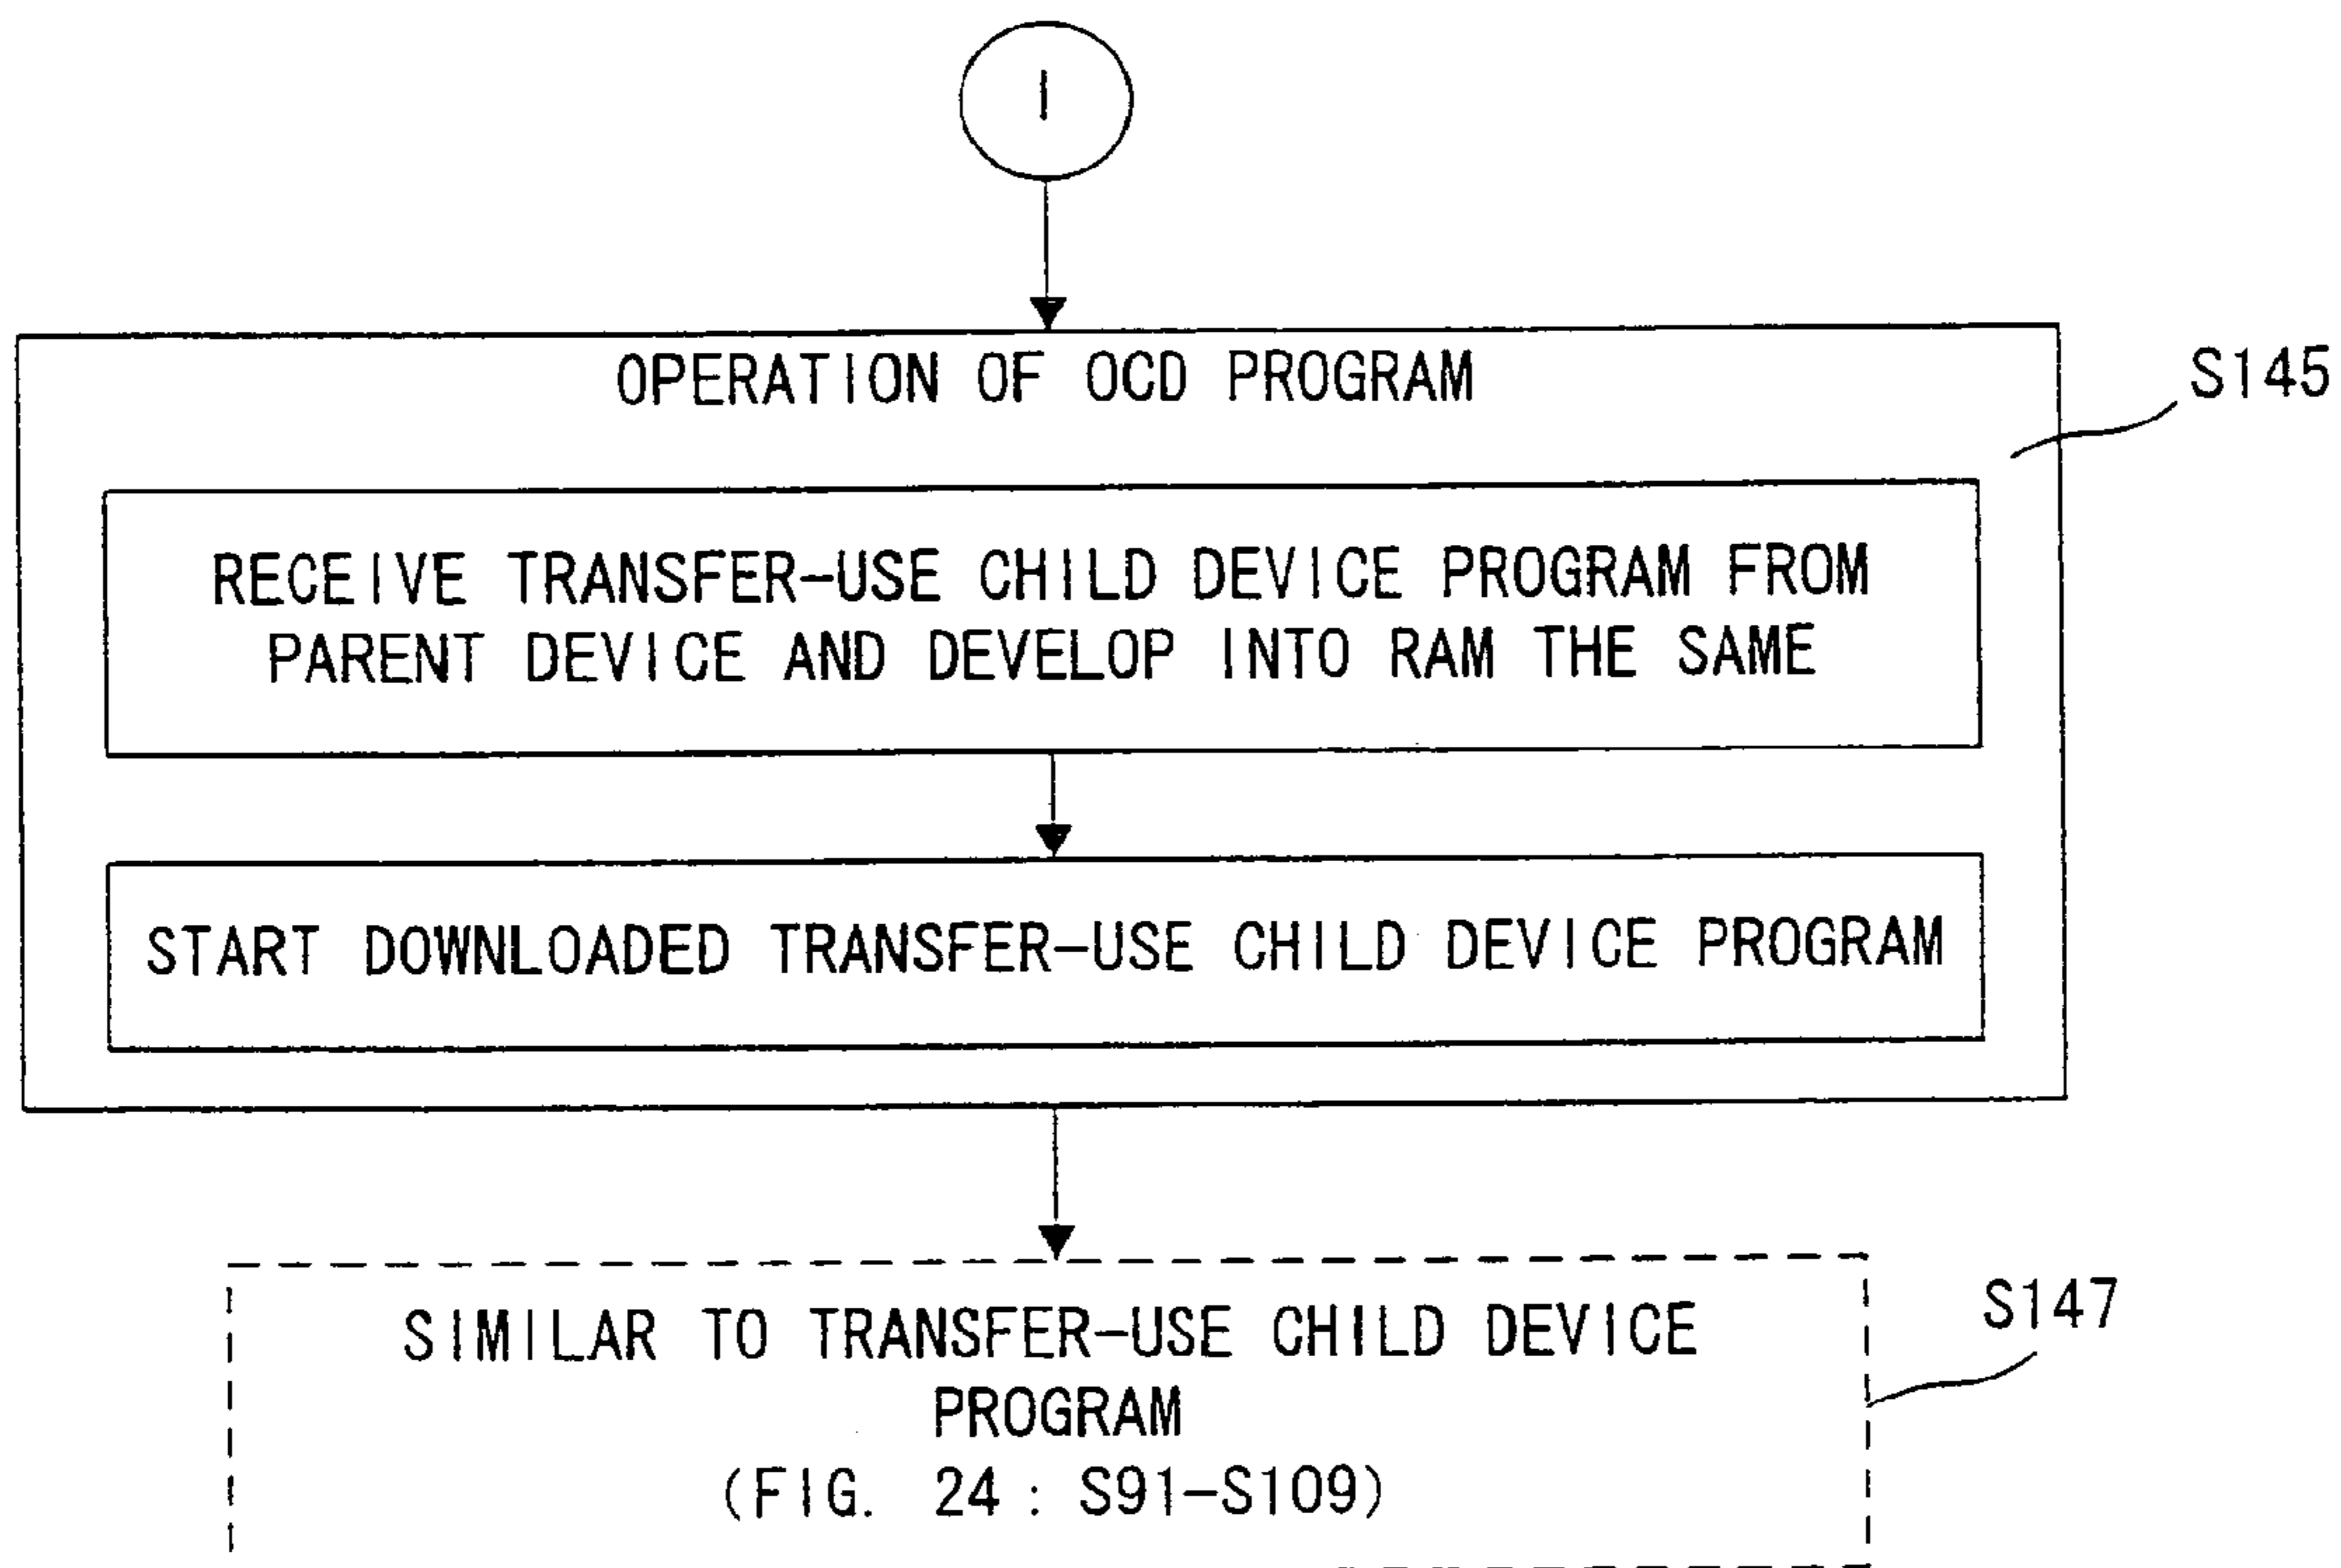 I
OPERATION OF OCD PROGRAM
S145
RECEIVE TRANSFER-USE CHILD DEVICE PROGRAM FROM
PARENT DEVICE AND DEVELOP INTO RAM THE SAME
START DOWNLOADED TRANSFER-USE CHILD DEVICE PROGRAM
SIMILAR TO TRANSFER-USE CHILD DEVICE
S147
PROGRAM
(FIG. 24 : S91-S109)